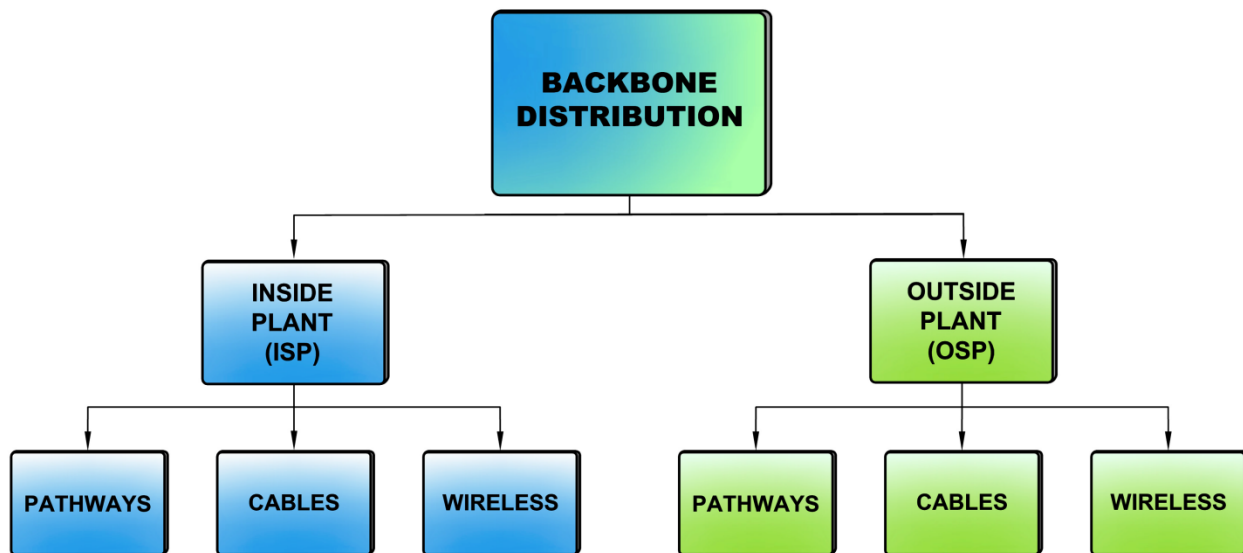 BACKBONE
DISTRIBUTION
INSIDE
PLANT
(ISP)
OUTSIDE
PLANT
(OSP)
PATHWAYS
CABLES
WIRELESS
PATHWAYS
CABLES
WIRELESS